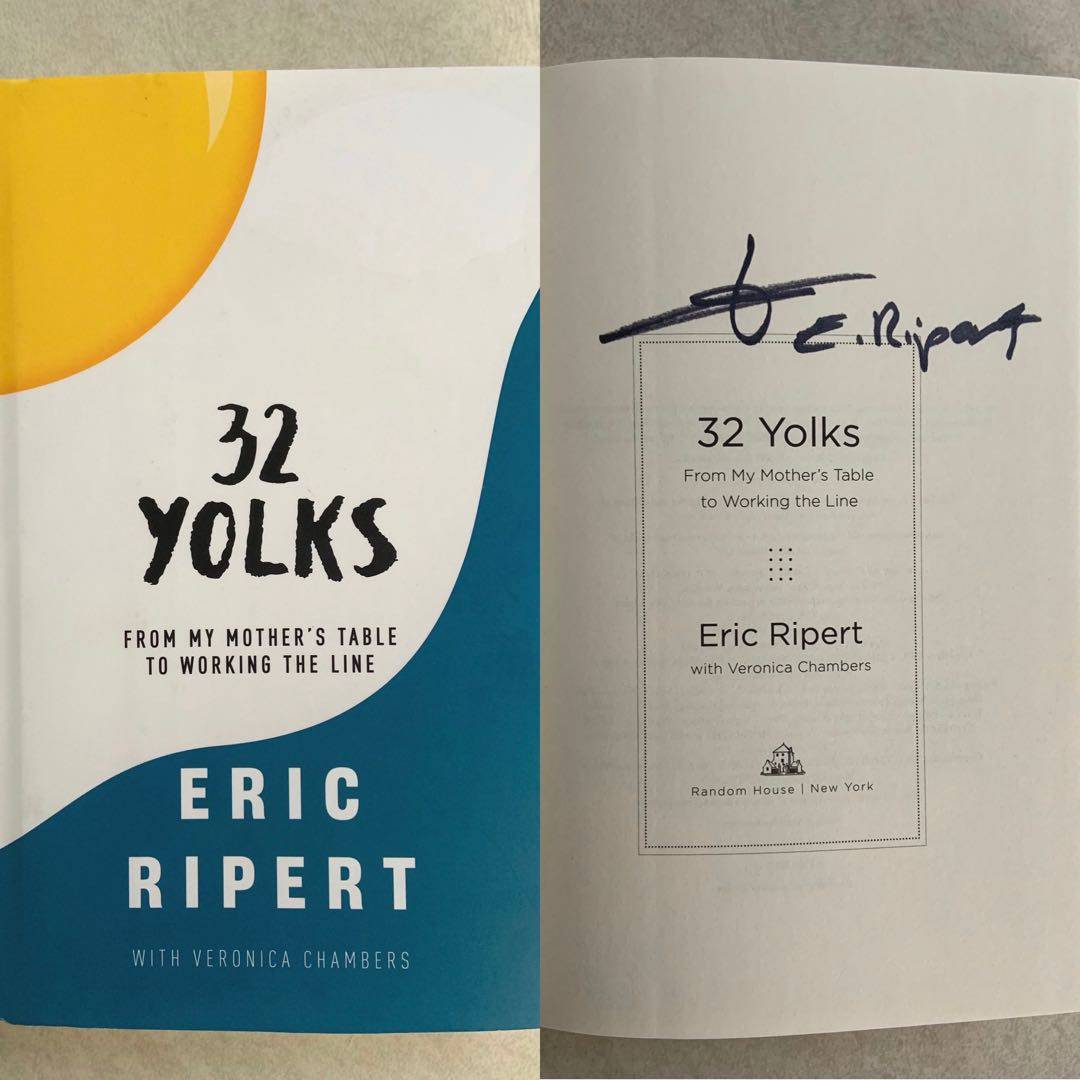 32
YOLKS
FROM MY MOTHER'S TABLE
TO WORKING THE LINE
ERIC
RIPERT
WITH VERONICA CHAMBERS
E. Ripert
32 Yolks
From My Mother's Table
to Working the Line
Eric Ripert
with Veronica Chambers
Random House | New York